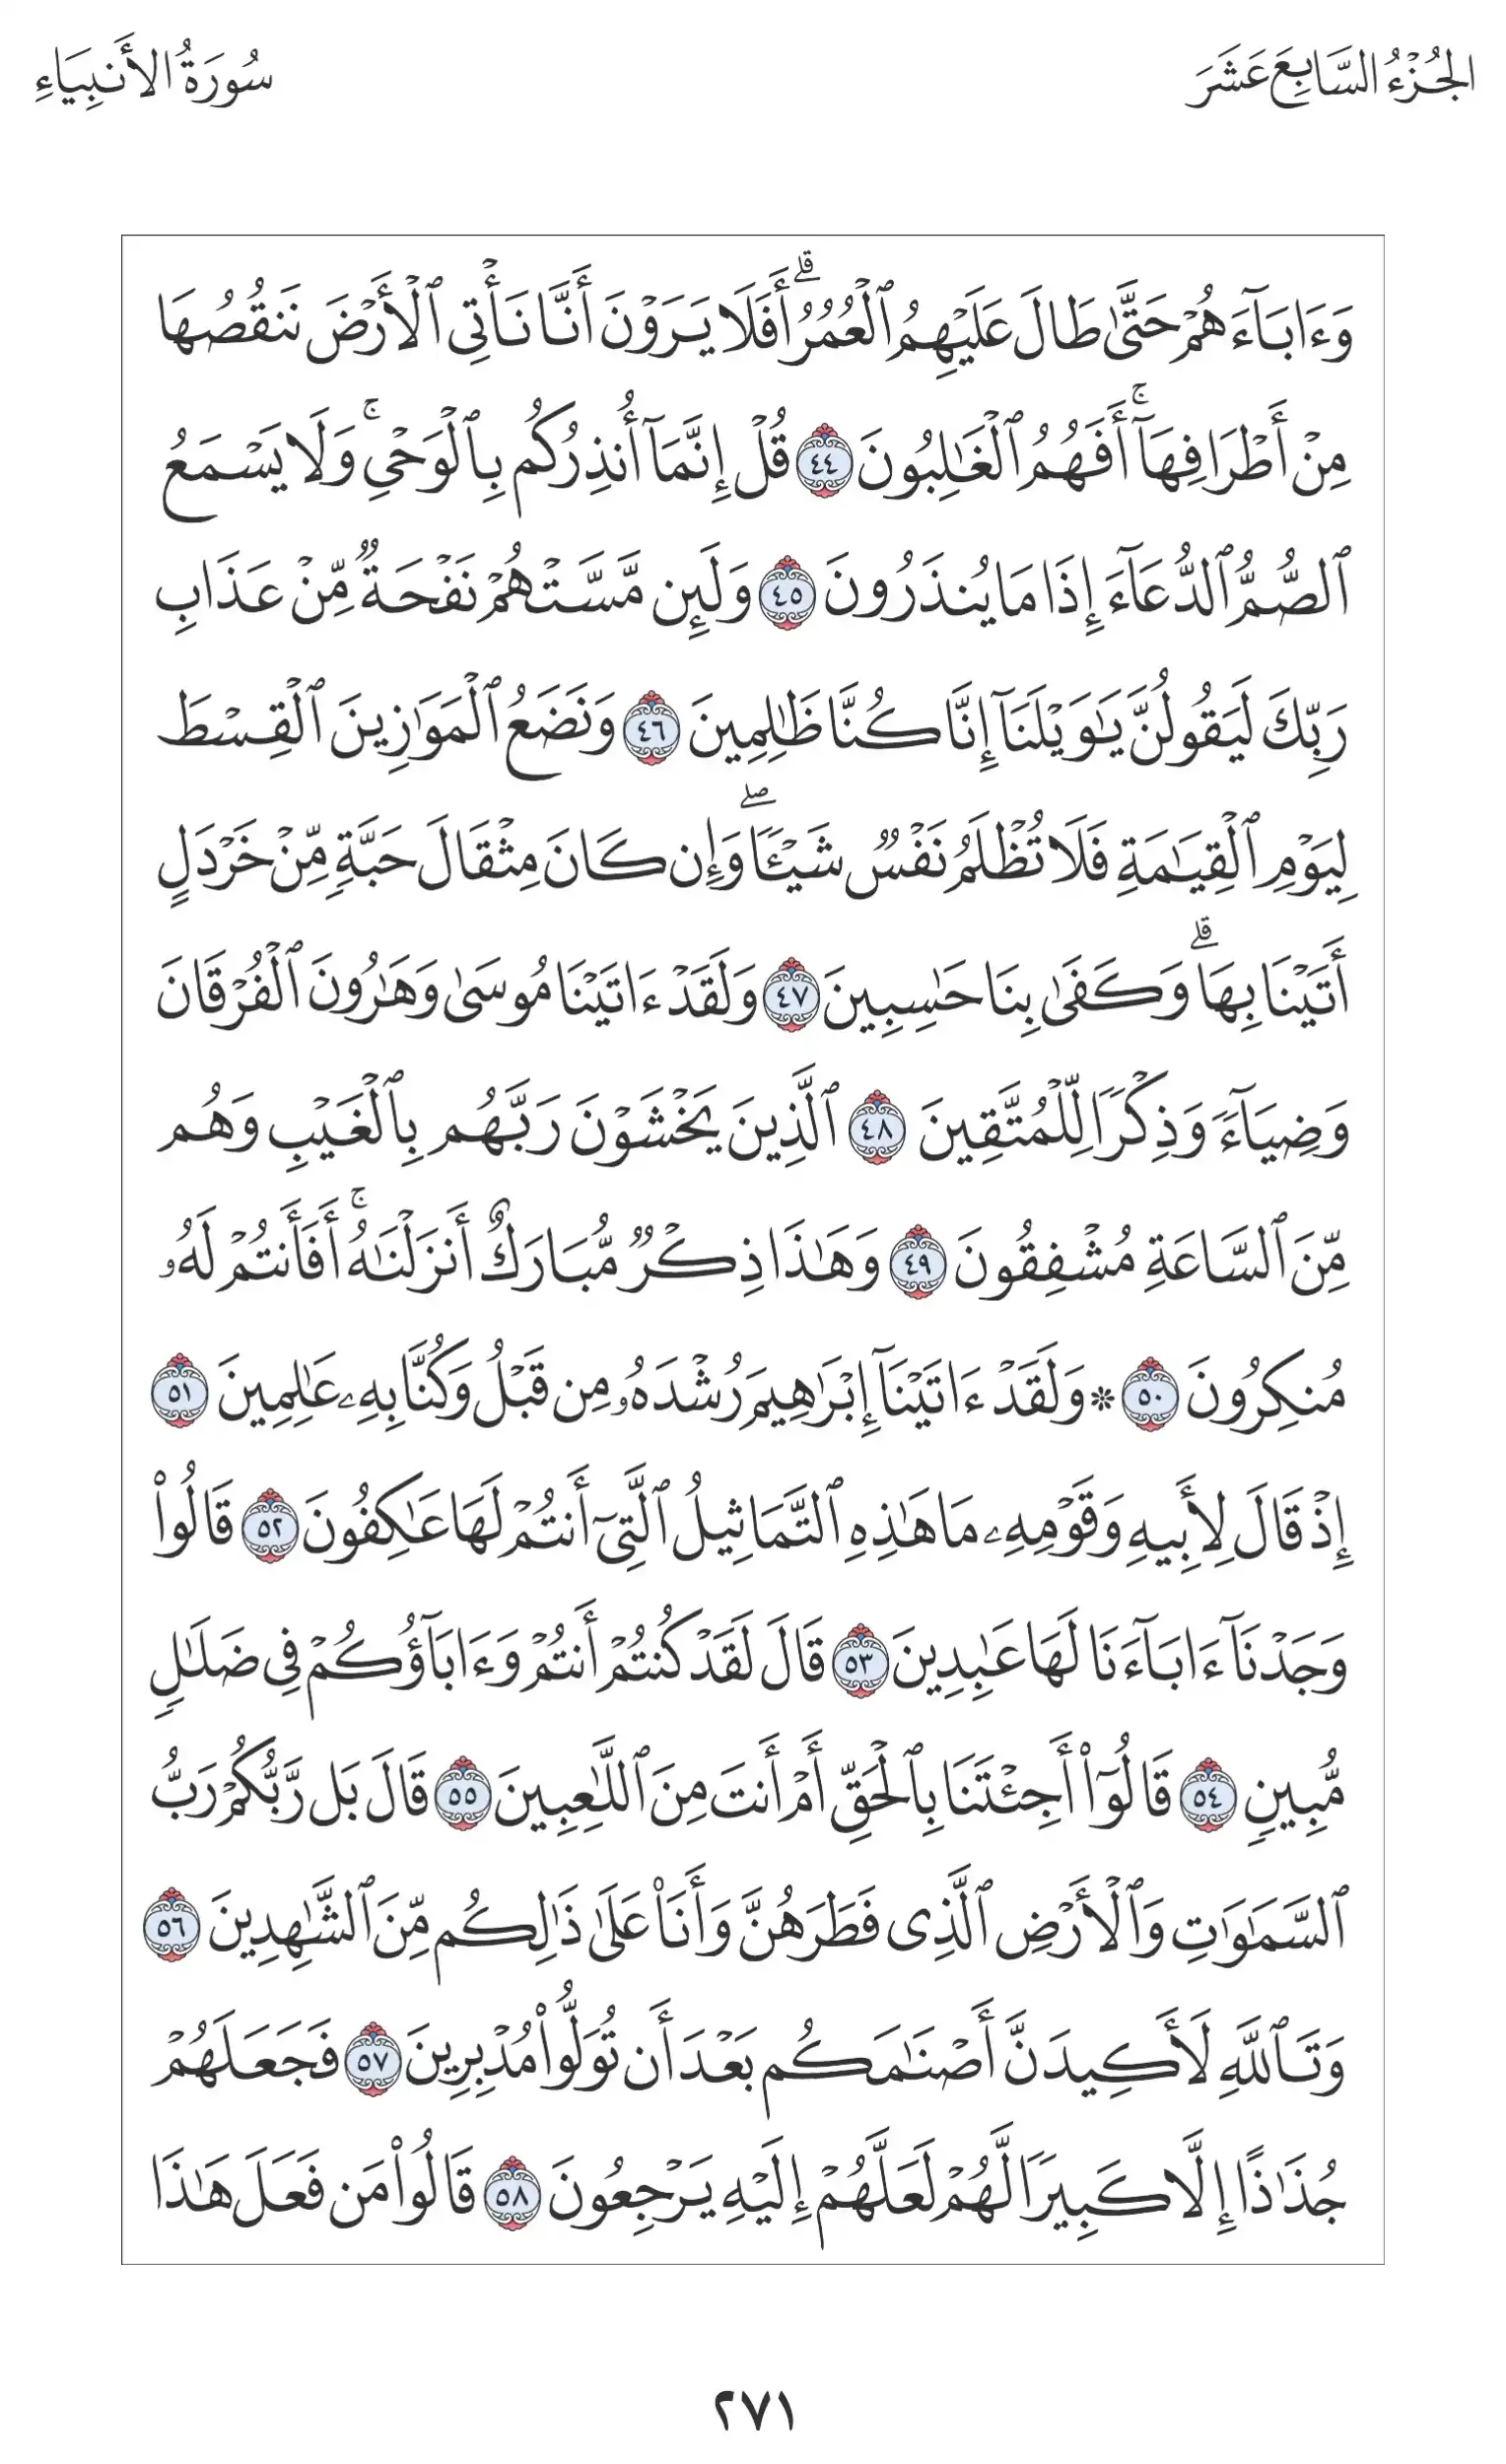 الجُزْءُ السَّابِعَ عَشَرَ
سُورَةُ الأَنبِيَاءِ
وَءَابَآءَهُمْ حَتَّىٰ طَالَ عَلَيْهِمُ ٱلْعُمُرُۗ أَفَلَا يَرَوْنَ أَنَّا نَأْتِى ٱلْأَرْضَ نَنقُصُهَا
مِنْ أَطْرَافِهَآۚ أَفَهُمُ ٱلْغَٰلِبُونَ ٤٤ قُلْ إِنَّمَآ أُنذِرُكُم بِٱلْوَحْىِۚ وَلَا يَسْمَعُ
ٱلصُّمُّ ٱلدُّعَآءَ إِذَا مَا يُنذَرُونَ ٤٥ وَلَئِن مَّسَّتْهُمْ نَفْحَةٌ مِّنْ عَذَابِ
رَبِّكَ لَيَقُولُنَّ يَٰوَيْلَنَآ إِنَّا كُنَّا ظَٰلِمِينَ ٤٦ وَنَضَعُ ٱلْمَوَٰزِينَ ٱلْقِسْطَ
لِيَوْمِ ٱلْقِيَٰمَةِ فَلَا تُظْلَمُ نَفْسٌ شَيْـًٔاۖ وَإِن كَانَ مِثْقَالَ حَبَّةٍ مِّنْ خَرْدَلٍ
أَتَيْنَا بِهَاۗ وَكَفَىٰ بِنَا حَٰسِبِينَ ٤٧ وَلَقَدْ ءَاتَيْنَا مُوسَىٰ وَهَٰرُونَ ٱلْفُرْقَانَ
وَضِيَآءً وَذِكْرًا لِّلْمُتَّقِينَ ٤٨ ٱلَّذِينَ يَخْشَوْنَ رَبَّهُم بِٱلْغَيْبِ وَهُم
مِّنَ ٱلسَّاعَةِ مُشْفِقُونَ ٤٩ وَهَٰذَا ذِكْرٌ مُّبَارَكٌ أَنزَلْنَٰهُۚ أَفَأَنتُمْ لَهُۥ
مُنكِرُونَ ٥٠ * وَلَقَدْ ءَاتَيْنَآ إِبْرَٰهِيمَ رُشْدَهُۥ مِن قَبْلُ وَكُنَّا بِهِۦ عَٰلِمِينَ ٥١
إِذْ قَالَ لِأَبِيهِ وَقَوْمِهِۦ مَا هَٰذِهِ ٱلتَّمَاثِيلُ ٱلَّتِىٓ أَنتُمْ لَهَا عَٰكِفُونَ ٥٢ قَالُوا۟
وَجَدْنَآ ءَابَآءَنَا لَهَا عَٰبِدِينَ ٥٣ قَالَ لَقَدْ كُنتُمْ أَنتُمْ وَءَابَآؤُكُمْ فِى ضَلَٰلٍ
مُّبِينٍ ٥٤ قَالُوٓا۟ أَجِئْتَنَا بِٱلْحَقِّ أَمْ أَنتَ مِنَ ٱللَّٰعِبِينَ ٥٥ قَالَ بَل رَّبُّكُمْ رَبُّ
ٱلسَّمَٰوَٰتِ وَٱلْأَرْضِ ٱلَّذِى فَطَرَهُنَّ وَأَنَا۠ عَلَىٰ ذَٰلِكُم مِّنَ ٱلشَّٰهِدِينَ ٥٦
وَتَٱللَّهِ لَأَكِيدَنَّ أَصْنَٰمَكُم بَعْدَ أَن تُوَلُّوا۟ مُدْبِرِينَ ٥٧ فَجَعَلَهُمْ
جُذَٰذًا إِلَّا كَبِيرًا لَّهُمْ لَعَلَّهُمْ إِلَيْهِ يَرْجِعُونَ ٥٨ قَالُوا۟ مَن فَعَلَ هَٰذَا
٢٧١